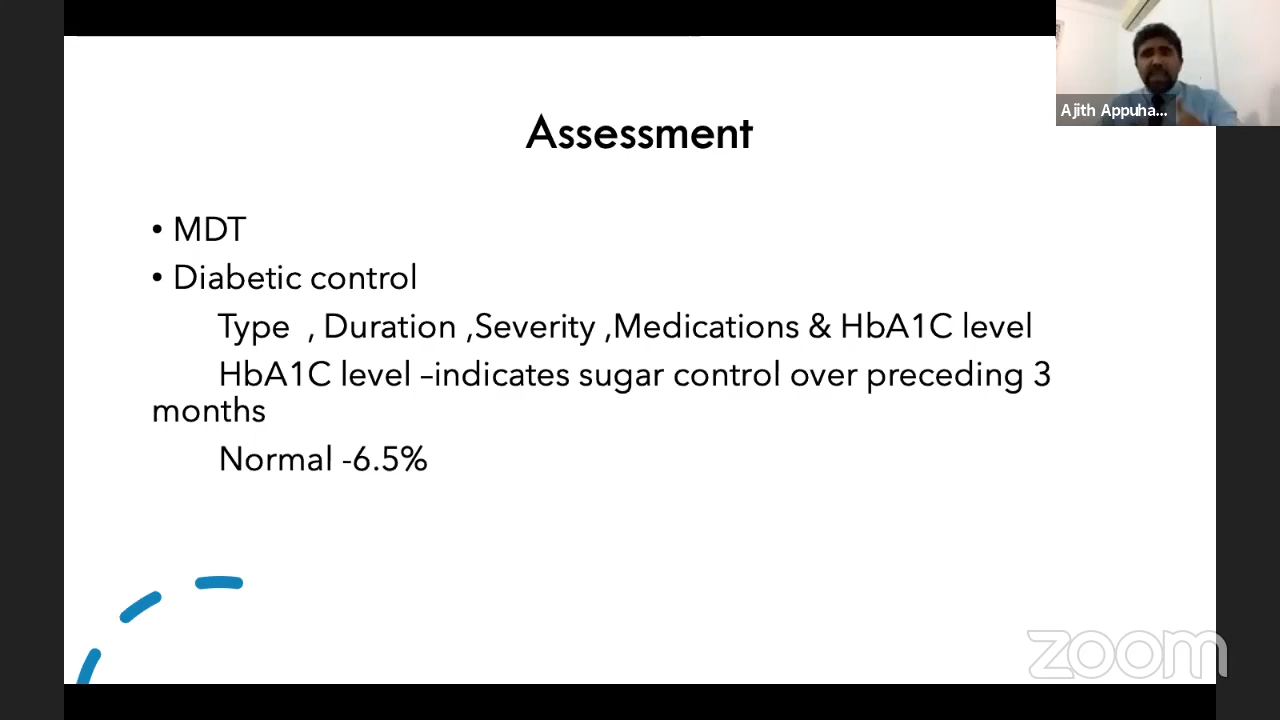 Ajith Appuha...
Assessment
• MDT
• Diabetic control
Type , Duration ,Severity ,Medications & HbA1C level
HbA1C level –indicates sugar control over preceding 3
months
Normal -6.5%
zoom